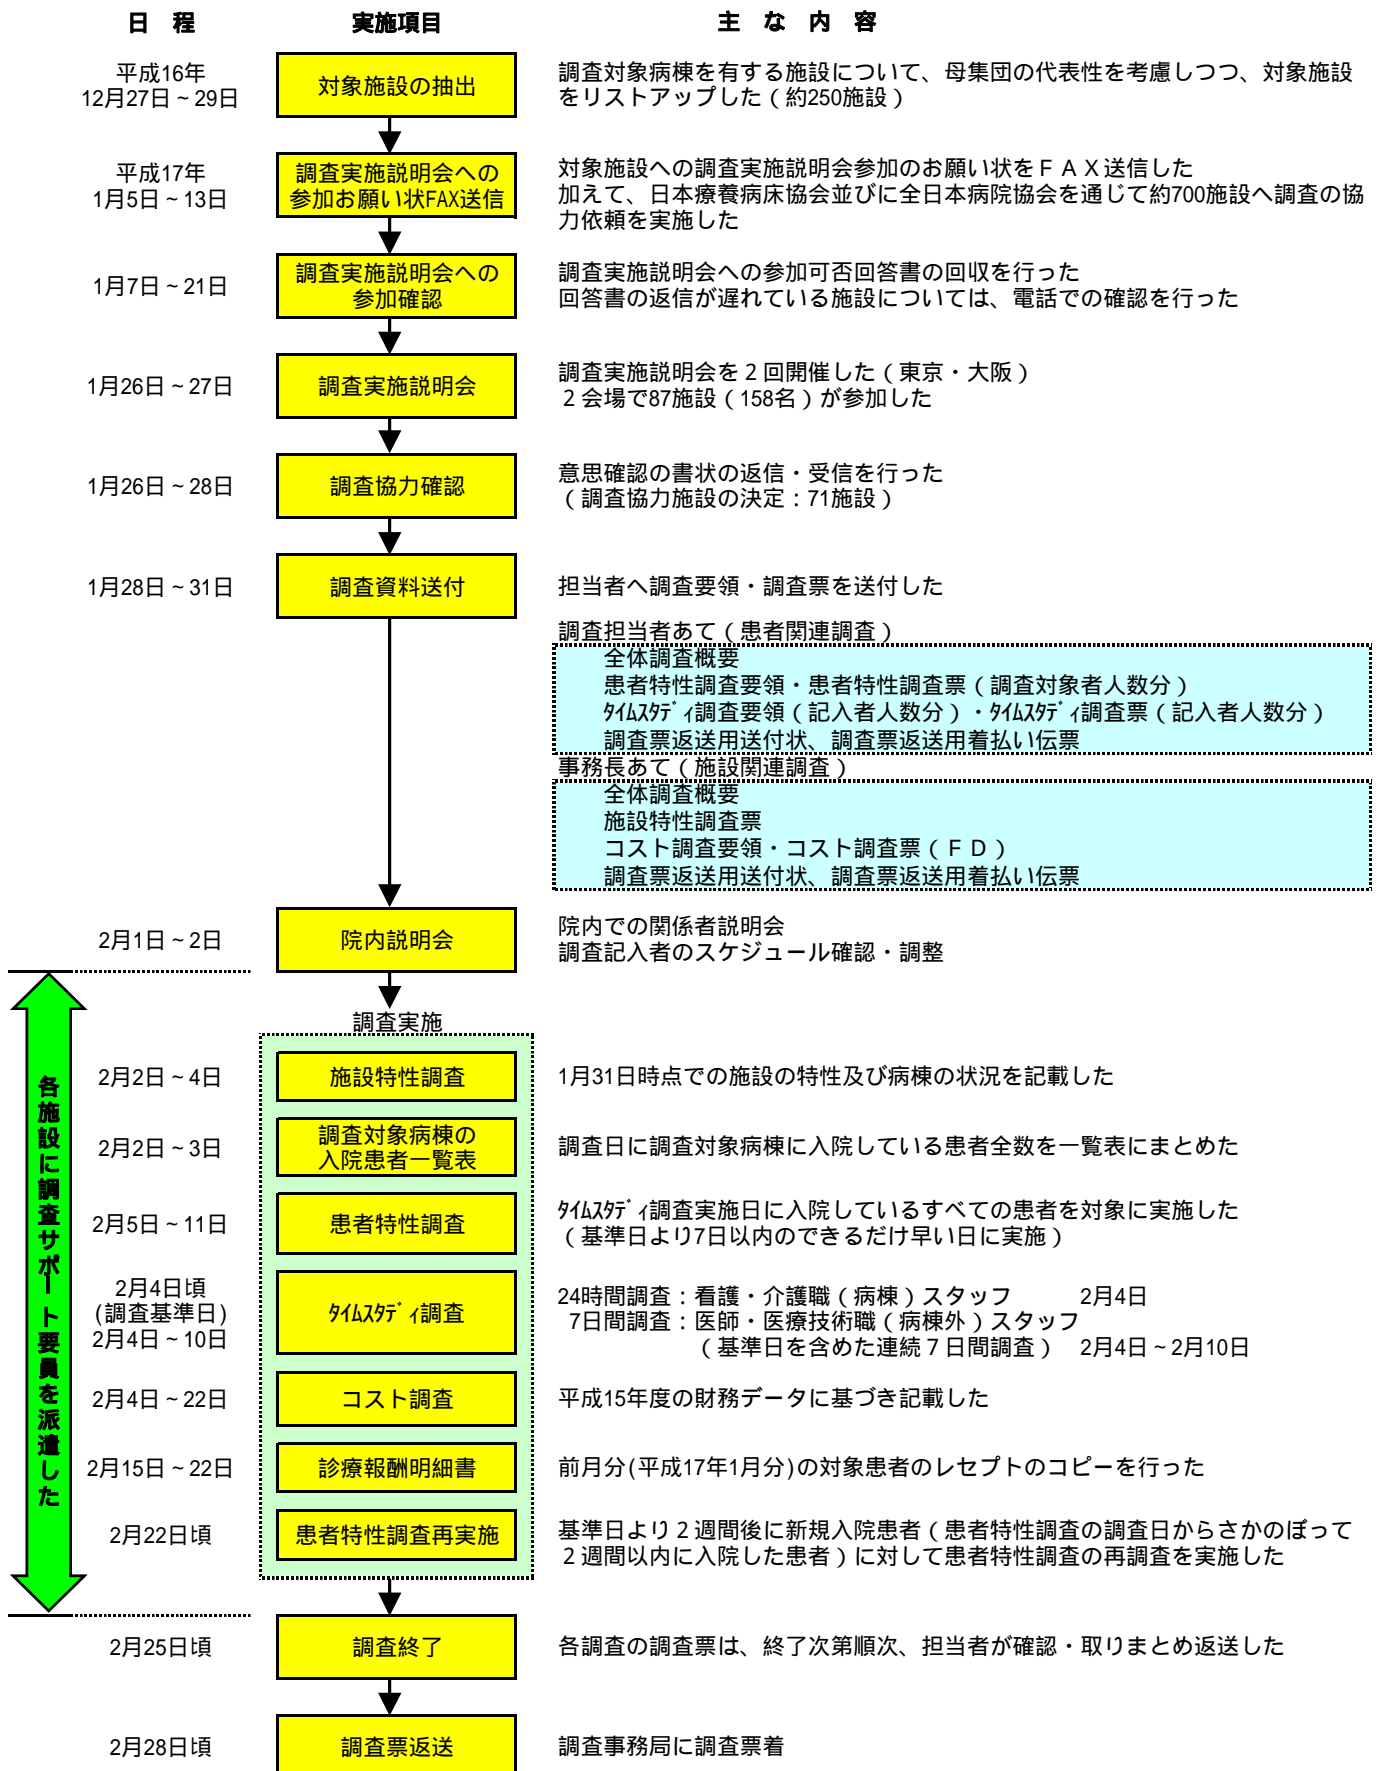 日 程 実施項目 主 な 内 容
平成16年
12月27日～29日
対象施設の抽出
調査対象病棟を有する施設について、母集団の代表性を考慮しつつ、対象施設
をリストアップした（約250施設）
平成17年
1月5日～13日
調査実施説明会への
参加お願い状FAX送信
対象施設への調査実施説明会参加のお願い状をＦＡＸ送信した
加えて、日本療養病床協会並びに全日本病院協会を通じて約700施設へ調査の協
力依頼を実施した
1月7日～21日
調査実施説明会への
参加確認
調査実施説明会への参加可否回答書の回収を行った
回答書の返信が遅れている施設については、電話での確認を行った
1月26日～27日
調査実施説明会
調査実施説明会を２回開催した（東京・大阪）
２会場で87施設（158名）が参加した
1月26日～28日
調査協力確認
意思確認の書状の返信・受信を行った
（調査協力施設の決定：71施設）
1月28日～31日
調査資料送付
担当者へ調査要領・調査票を送付した
調査担当者あて（患者関連調査）
全体調査概要
患者特性調査要領・患者特性調査票（調査対象者人数分）
ﾀｲﾑｽﾀﾃﾞｨ調査要領（記入者人数分）・ﾀｲﾑｽﾀﾃﾞｨ調査票（記入者人数分）
調査票返送用送付状、調査票返送用着払い伝票
事務長あて（施設関連調査）
全体調査概要
施設特性調査票
コスト調査要領・コスト調査票（ＦＤ）
調査票返送用送付状、調査票返送用着払い伝票
2月1日～2日
院内説明会
院内での関係者説明会
調査記入者のスケジュール確認・調整
各施設に調査サポート要員を派遣した
調査実施
2月2日～4日
施設特性調査
1月31日時点での施設の特性及び病棟の状況を記載した
2月2日～3日
調査対象病棟の
入院患者一覧表
調査日に調査対象病棟に入院している患者全数を一覧表にまとめた
2月5日～11日
患者特性調査
ﾀｲﾑｽﾀﾃﾞｨ調査実施日に入院しているすべての患者を対象に実施した
（基準日より7日以内のできるだけ早い日に実施）
2月4日頃
(調査基準日)
2月4日～10日
ﾀｲﾑｽﾀﾃﾞｨ調査
24時間調査：看護・介護職（病棟）スタッフ 2月4日
7日間調査：医師・医療技術職（病棟外）スタッフ
（基準日を含めた連続７日間調査） 2月4日～2月10日
2月4日～22日
コスト調査
平成15年度の財務データに基づき記載した
2月15日～22日
診療報酬明細書
前月分(平成17年1月分)の対象患者のレセプトのコピーを行った
2月22日頃
患者特性調査再実施
基準日より２週間後に新規入院患者（患者特性調査の調査日からさかのぼって
２週間以内に入院した患者）に対して患者特性調査の再調査を実施した
2月25日頃
調査終了
各調査の調査票は、終了次第順次、担当者が確認・取りまとめ返送した
2月28日頃
調査票返送
調査事務局に調査票着